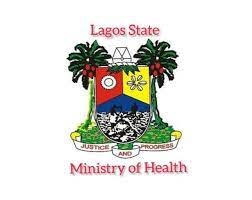 Lagos State
JUSTICE
AND
PROGRESS
Ministry of Health